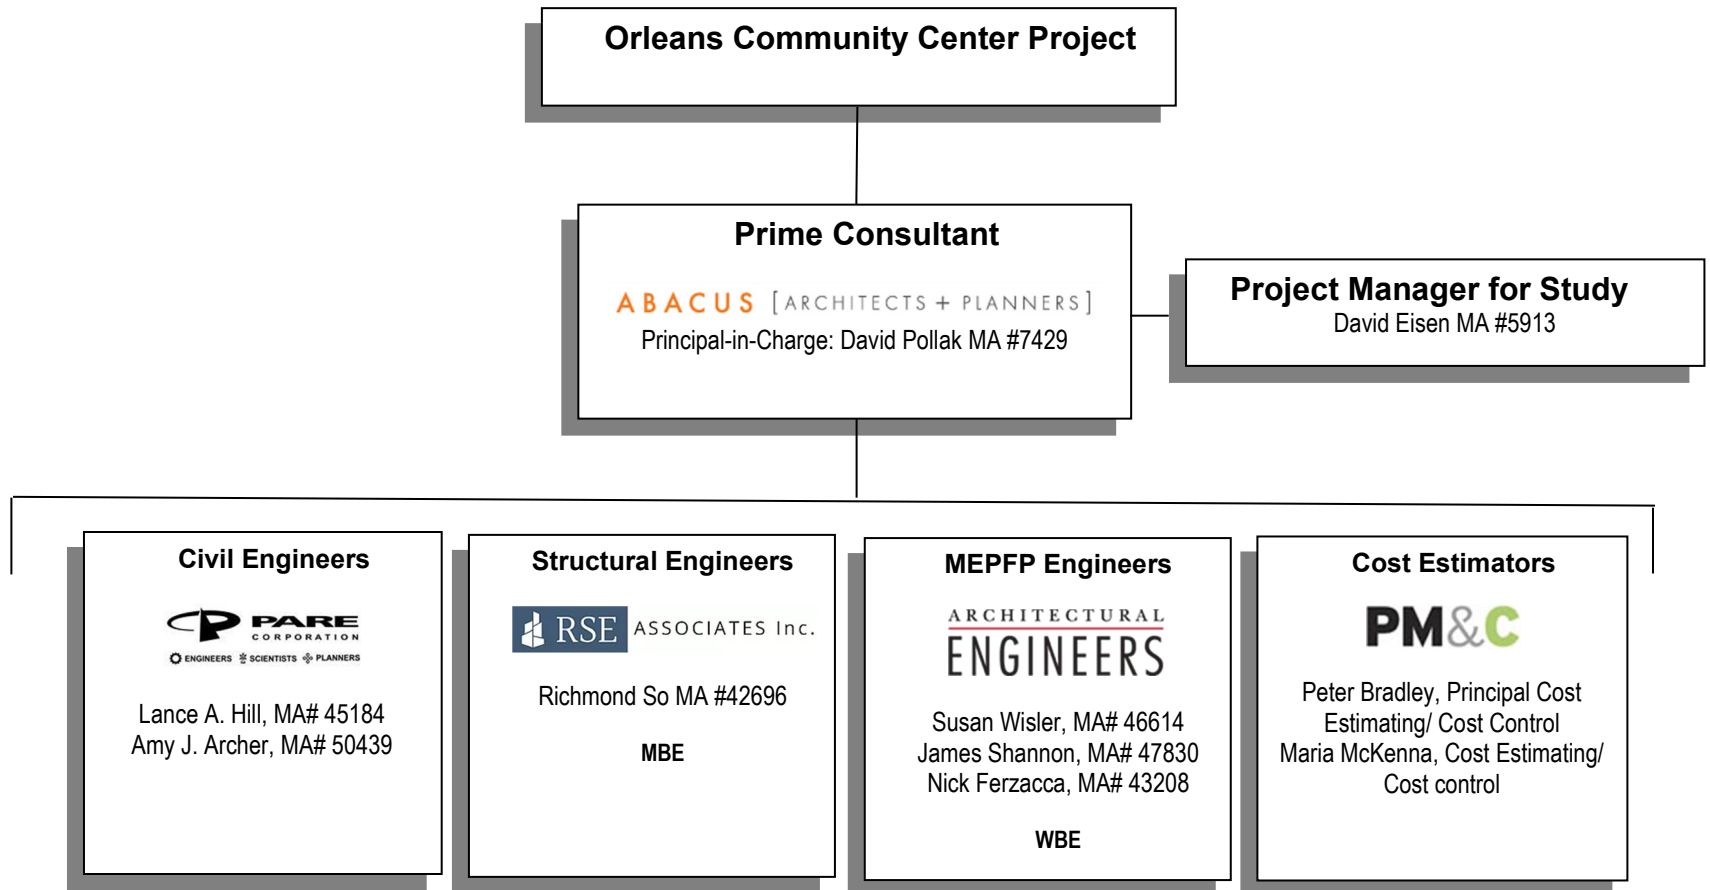 Orleans Community Center Project
Prime Consultant
ABACUS [ARCHITECTS + PLANNERS]
Principal-in-Charge: David Pollak MA #7429
Project Manager for Study
David Eisen MA #5913
Civil Engineers
PARE
CORPORATION
ENGINEERS SCIENTISTS PLANNERS
Lance A. Hill, MA# 45184
Amy J. Archer, MA# 50439
Structural Engineers
RSE ASSOCIATES Inc.
Richmond So MA #42696
MBE
MEPFP Engineers
ARCHITECTURAL
ENGINEERS
Susan Wisler, MA# 46614
James Shannon, MA# 47830
Nick Ferzacca, MA# 43208
WBE
Cost Estimators
PM&C
Peter Bradley, Principal Cost
Estimating/ Cost Control
Maria McKenna, Cost Estimating/
Cost control